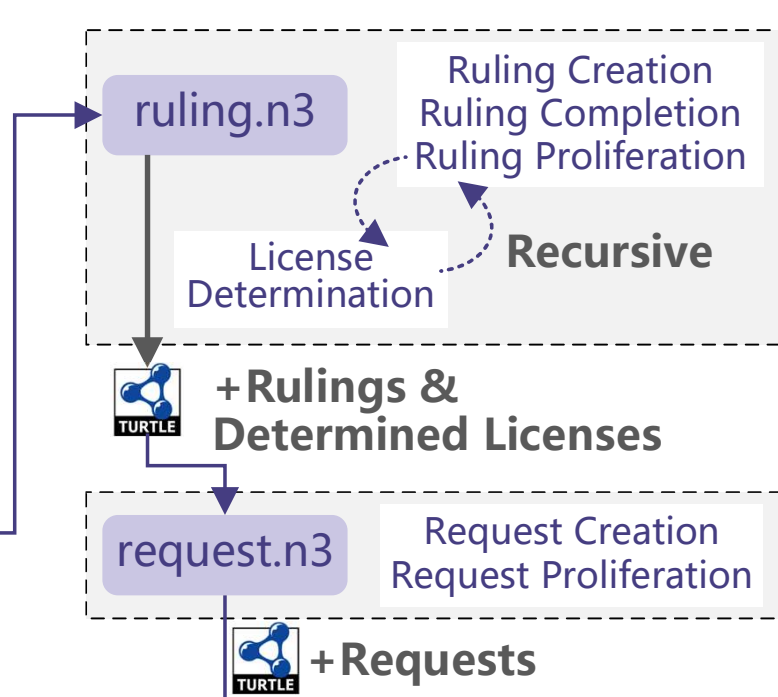 ruling.n3
Ruling Creation
Ruling Completion
Ruling Proliferation
License
Determination
Recursive
TURTLE
+Rulings &
Determined Licenses
request.n3
Request Creation
Request Proliferation
TURTLE
+Requests